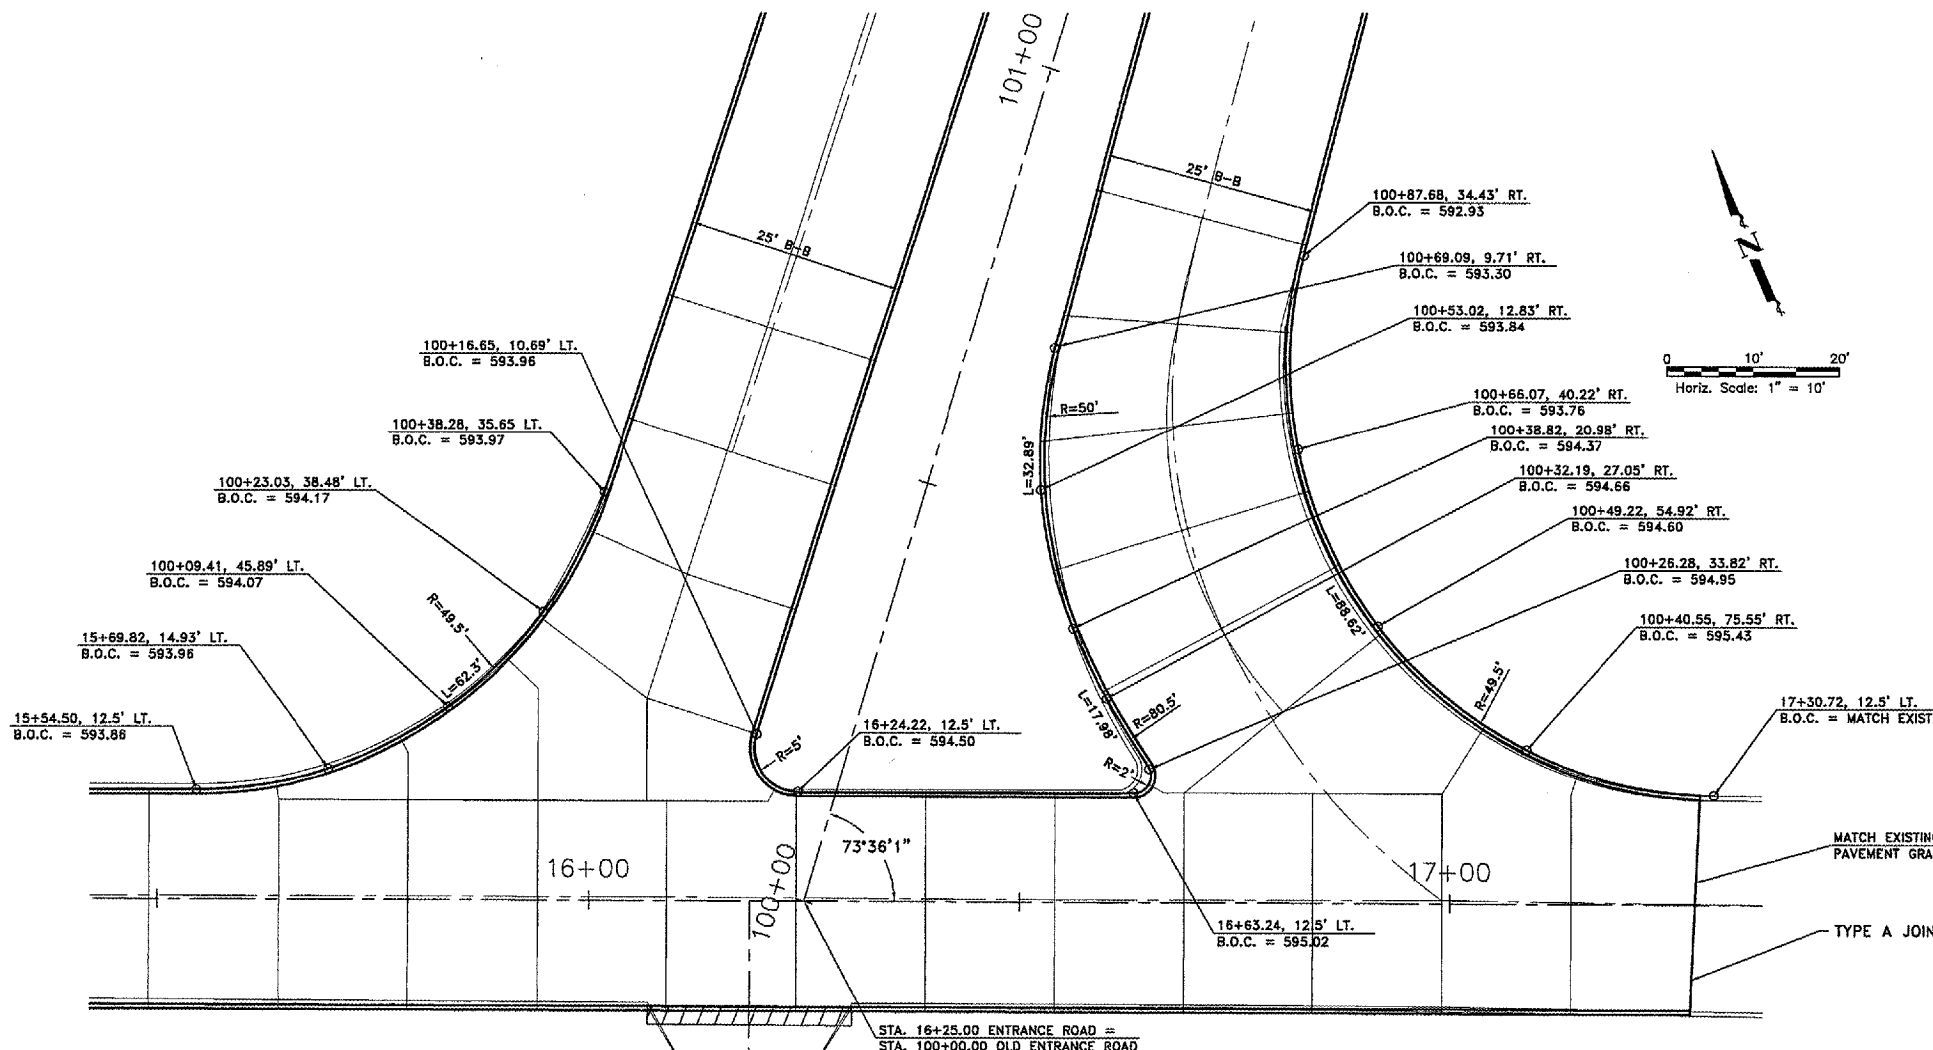 101+00
25' B-B
25' B-B
100+87.68, 34.43' RT.
B.O.C. = 592.93
N
100+69.09, 9.71' RT.
B.O.C. = 593.30
100+53.02, 12.83' RT.
B.O.C. = 593.84
100+16.65, 10.69' LT.
B.O.C. = 593.96
0 10' 20'
Horiz. Scale: 1" = 10'
100+66.07, 40.22' RT.
B.O.C. = 593.76
R=50'
100+38.28, 35.65 LT.
B.O.C. = 593.97
100+38.82, 20.98' RT.
B.O.C. = 594.37
L=32.89'
100+23.03, 38.48' LT.
B.O.C. = 594.17
100+32.19, 27.05' RT.
B.O.C. = 594.66
100+49.22, 54.92' RT.
B.O.C. = 594.60
100+09.41, 45.89' LT.
B.O.C. = 594.07
100+26.28, 33.82' RT.
B.O.C. = 594.95
R=49.5'
L=88.62'
15+69.82, 14.93' LT.
B.O.C. = 593.96
100+40.55, 75.55' RT.
B.O.C. = 595.43
L=62.3'
R=49.5'
L=17.98'
R=80.5'
15+54.50, 12.5' LT.
B.O.C. = 593.86
16+24.22, 12.5' LT.
B.O.C. = 594.50
17+30.72, 12.5' LT.
B.O.C. = MATCH EXIST
R=5'
R=2'
73°36'1"
MATCH EXISTING
PAVEMENT GRA
16+00
17+00
100+00
16+63.24, 12.5' LT.
B.O.C. = 595.02
TYPE A JOIN
STA. 16+25.00 ENTRANCE ROAD =
STA. 100+00.00 OLD ENTRANCE ROAD